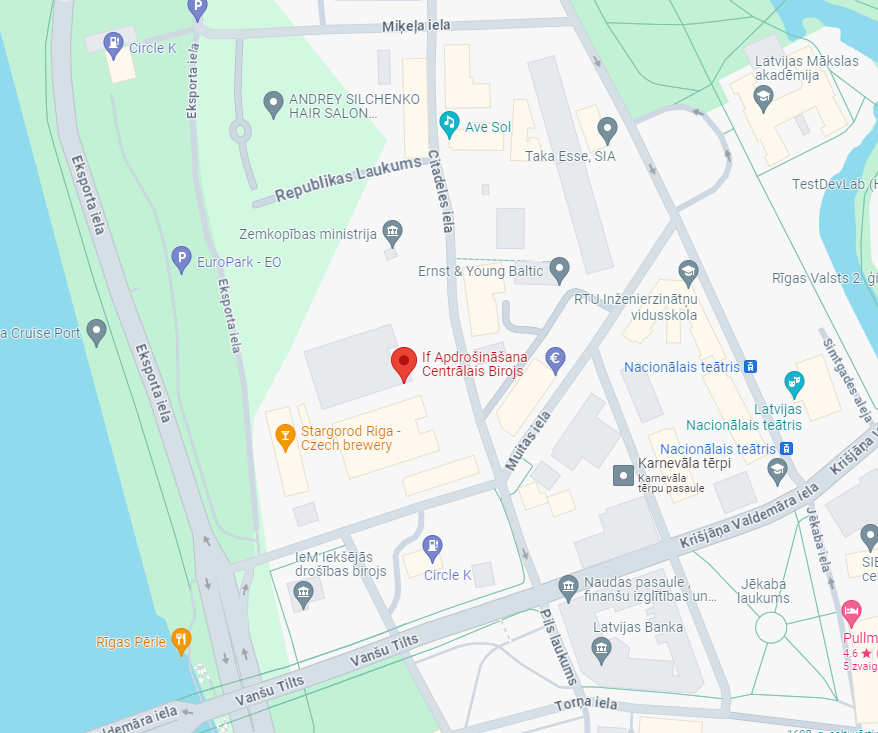 Miķeļa iela
Circle K
Eksporta iela
ANDREY SILCHENKO
HAIR SALON...
Latvijas Mākslas
akadēmija
Ave Sol
Taka Esse, SIA
Eksporta iela
Republikas Laukums
Citadeles iela
TestDevLab (
Zemkopības ministrija
EuroPark - EO
Ernst & Young Baltic
Rīgas Valsts 2. ģi
RTU Inženierzinātņu
vidusskola
Eksporta iela
a Cruise Port
Eksporta iela
If Apdrošināšana
Centrālais Birojs
€
Nacionālais teātris
Simtgades aleja
Latvijas
Nacionālais teātris
Stargorod Riga -
Czech brewery
Muitas iela
Nacionālais teātris
Krišjāņa V
Karnevāla tērpi
Karnevāla
tērpu pasaule
Krišjāņa Valdemāra iela
Jēkaba iela
IeM Iekšējās
drošības birojs
Circle K
SIE
cer
Naudas pasaule,
finanšu izglītības un...
Jēkaba
laukums
Latvijas Banka
Pils laukums
Pullm
4.6 ★ (
5 zvaig
Rīgas Pērle
Vanšu Tilts
Vanšu Tilts
Torņa iela
aldemāra iela